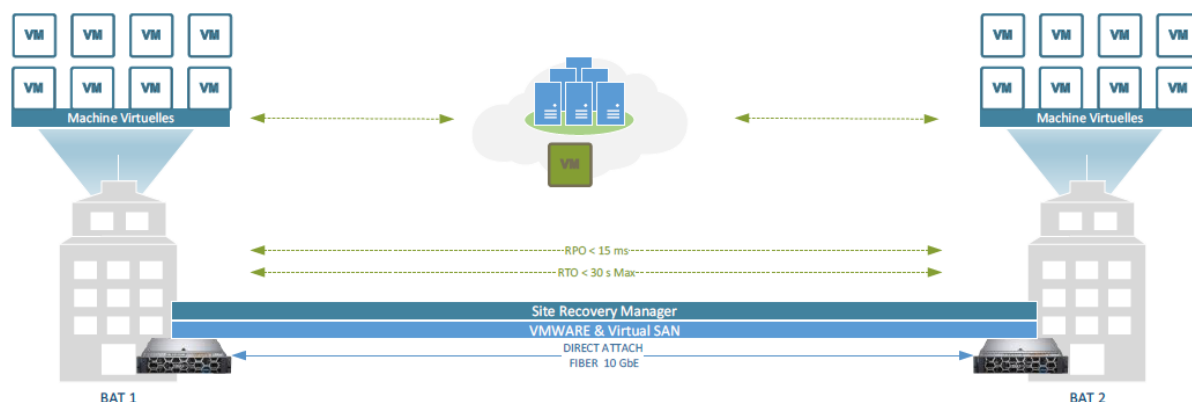 VM VM VM VM
VM VM VM VM
Machine Virtuelles
VM
VM VM VM VM
VM VM VM VM
Machine Virtuelles
RPO < 15 ms
RTO < 30 s Max
Site Recovery Manager
VMWARE & Virtual SAN
DIRECT ATTACH
FIBER 10 GbE
BAT 1
BAT 2